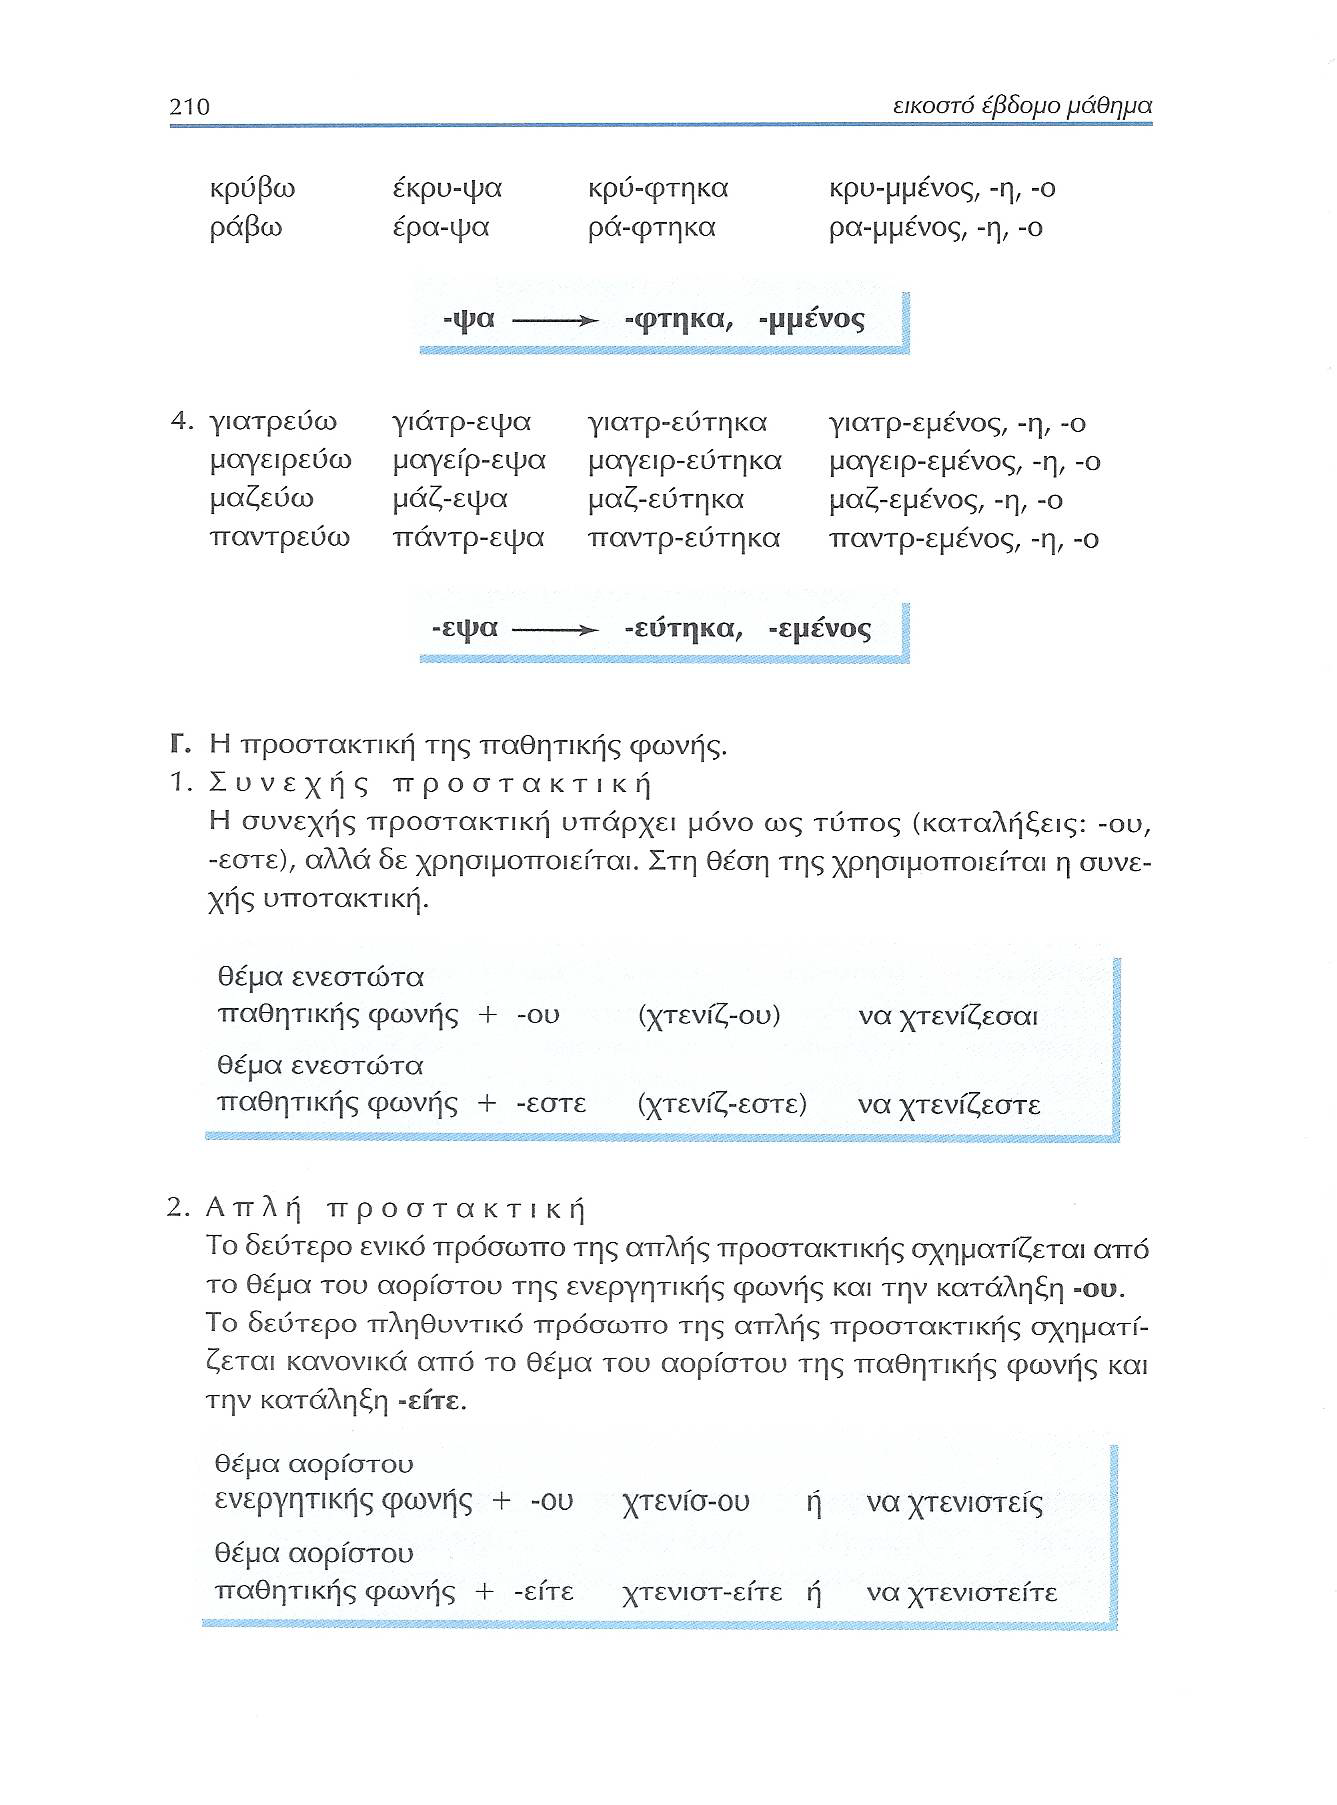 210 εικοστό έβδομο μάθημα
κρύβω έκρυ-ψα κρύ-φτηκα κρυ-μμένος, -η, -ο
ράβω έρα-ψα ρά-φτηκα ρα-μμένος, -η, -ο
-ψα ⟶ -φτηκα, -μμένος
4. γιατρεύω γιάτρ-εψα γιατρ-εύτηκα γιατρ-εμένος, -η, -ο
μαγειρεύω μαγείρ-εψα μαγειρ-εύτηκα μαγειρ-εμένος, -η, -ο
μαζεύω μάζ-εψα μαζ-εύτηκα μαζ-εμένος, -η, -ο
παντρεύω πάντρ-εψα παντρ-εύτηκα παντρ-εμένος, -η, -ο
-εψα ⟶ -εύτηκα, -εμένος
Γ. Η προστακτική της παθητικής φωνής.
1. Συνεχής προστακτική
Η συνεχής προστακτική υπάρχει μόνο ως τύπος (καταλήξεις: -ου,
-εστε), αλλά δε χρησιμοποιείται. Στη θέση της χρησιμοποιείται η συνε-
χής υποτακτική.
θέμα ενεστώτα
παθητικής φωνής + -ου (χτενίζ-ου) να χτενίζεσαι
θέμα ενεστώτα
παθητικής φωνής + -εστε (χτενίζ-εστε) να χτενίζεστε
2. Απλή προστακτική
Το δεύτερο ενικό πρόσωπο της απλής προστακτικής σχηματίζεται από
το θέμα του αορίστου της ενεργητικής φωνής και την κατάληξη -ου.
Το δεύτερο πληθυντικό πρόσωπο της απλής προστακτικής σχηματί-
ζεται κανονικά από το θέμα του αορίστου της παθητικής φωνής και
την κατάληξη -είτε.
θέμα αορίστου
ενεργητικής φωνής + -ου χτενίσ-ου ή να χτενιστείς
θέμα αορίστου
παθητικής φωνής + -είτε χτενιστ-είτε ή να χτενιστείτε